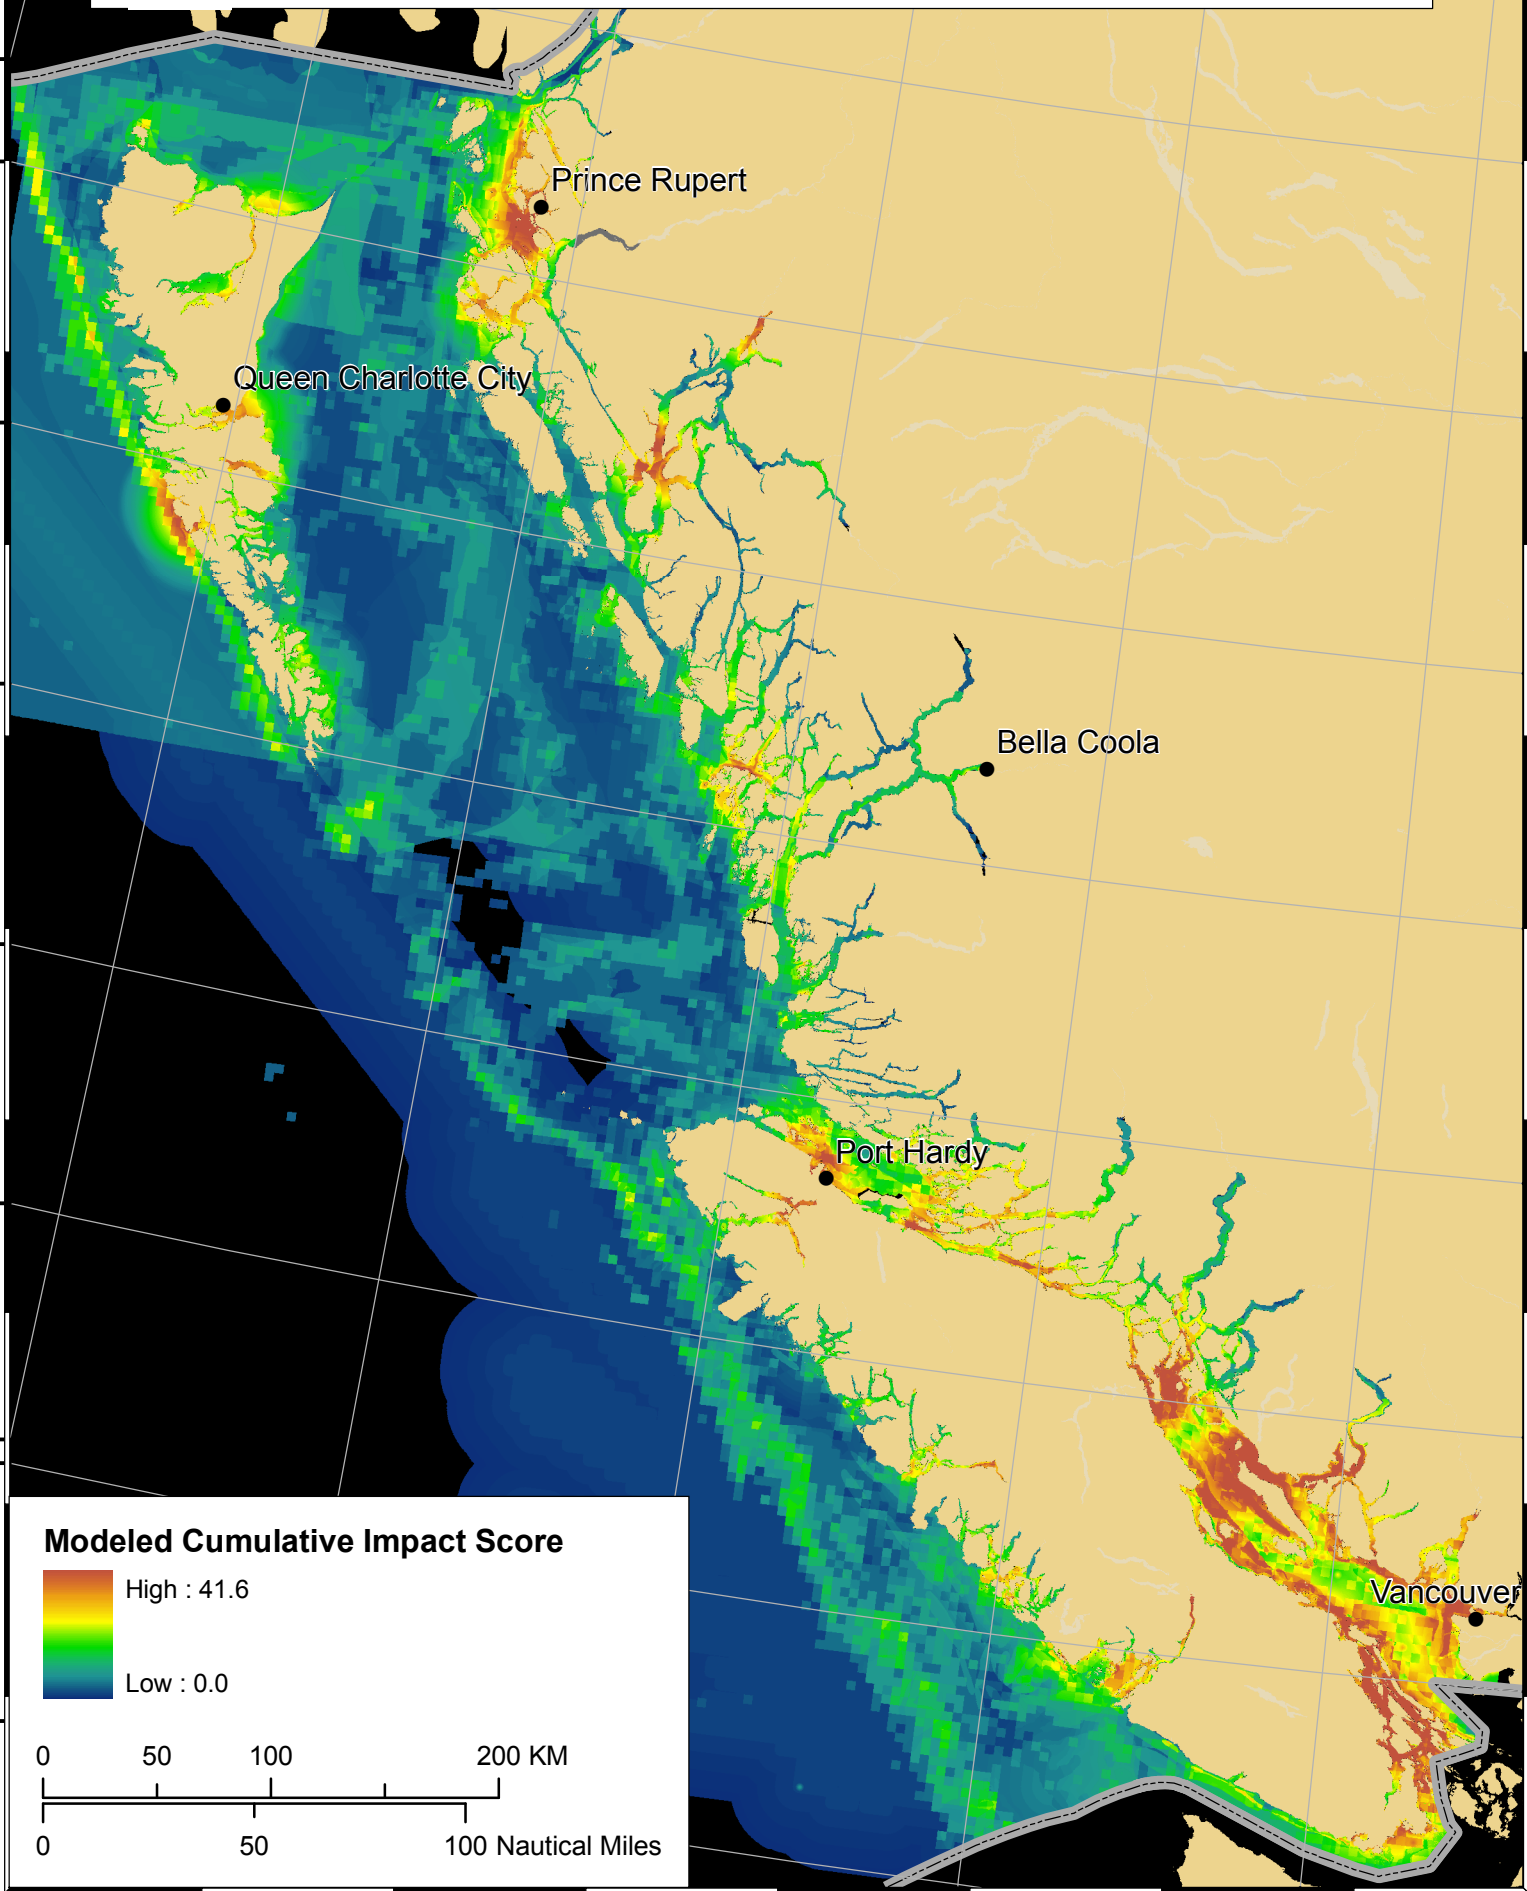 Prince Rupert
Queen Charlotte City
Bella Coola
Port Hardy
Vancouver
Modeled Cumulative Impact Score
High : 41.6
Low : 0.0
0 50 100 200 KM
0 50 100 Nautical Miles